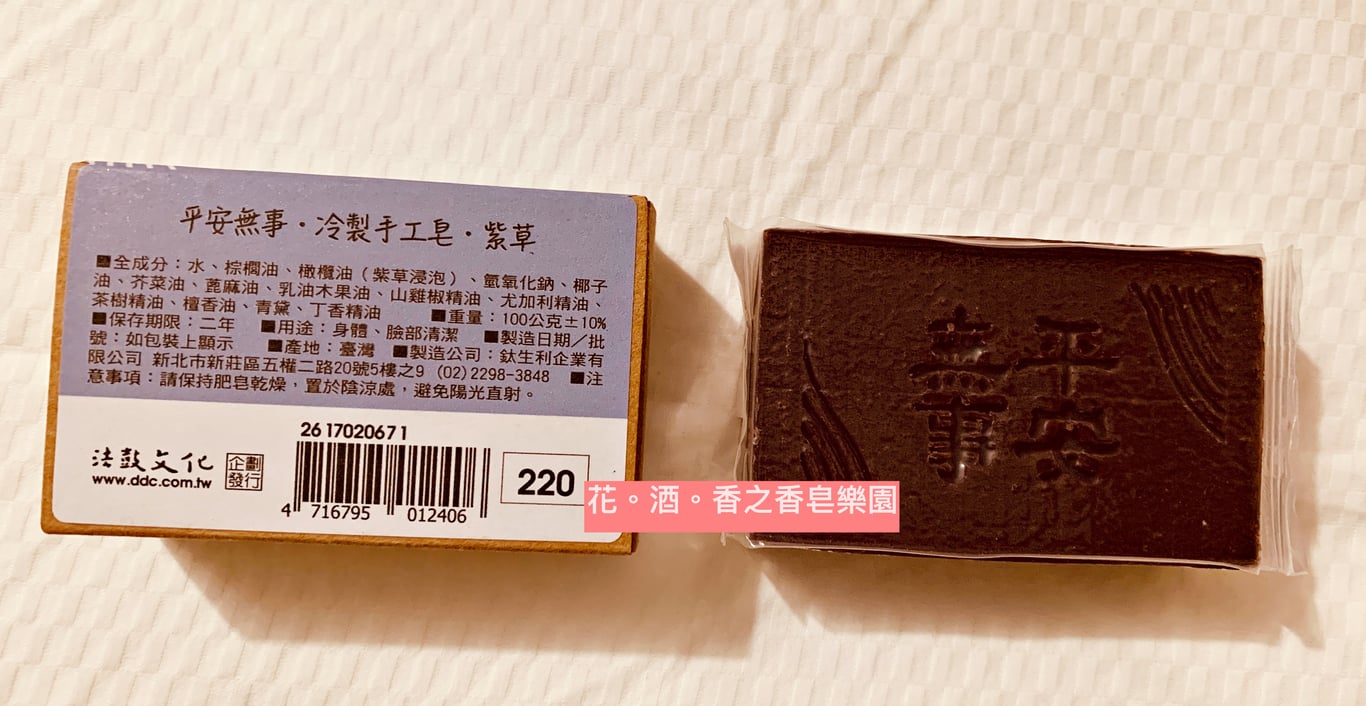 平安無事・冷製手工皂・紫草
■全成分：水、棕櫚油、橄欖油（紫草浸泡）、氫氧化鈉、椰子
油、芥菜油、蓖麻油、乳油木果油、山雞椒精油、尤加利精油、
茶樹精油、檀香油、青黛、丁香精油 ■重量：100公克±10%
■保存期限：二年 ■用途：身體、臉部清潔 ■製造日期／批
號：如包裝上顯示 ■產地：臺灣 ■製造公司：鈦生利企業有
限公司 新北市新莊區五權二路20號5樓之9 (02)2298-3848 ■注
意事項：請保持肥皂乾燥，置於陰涼處，避免陽光直射。
2617020671
法鼓文化
www.ddc.com.tw
企劃
發行
220
4 716795 012406
花。酒。香之香皂樂園
平安
無事